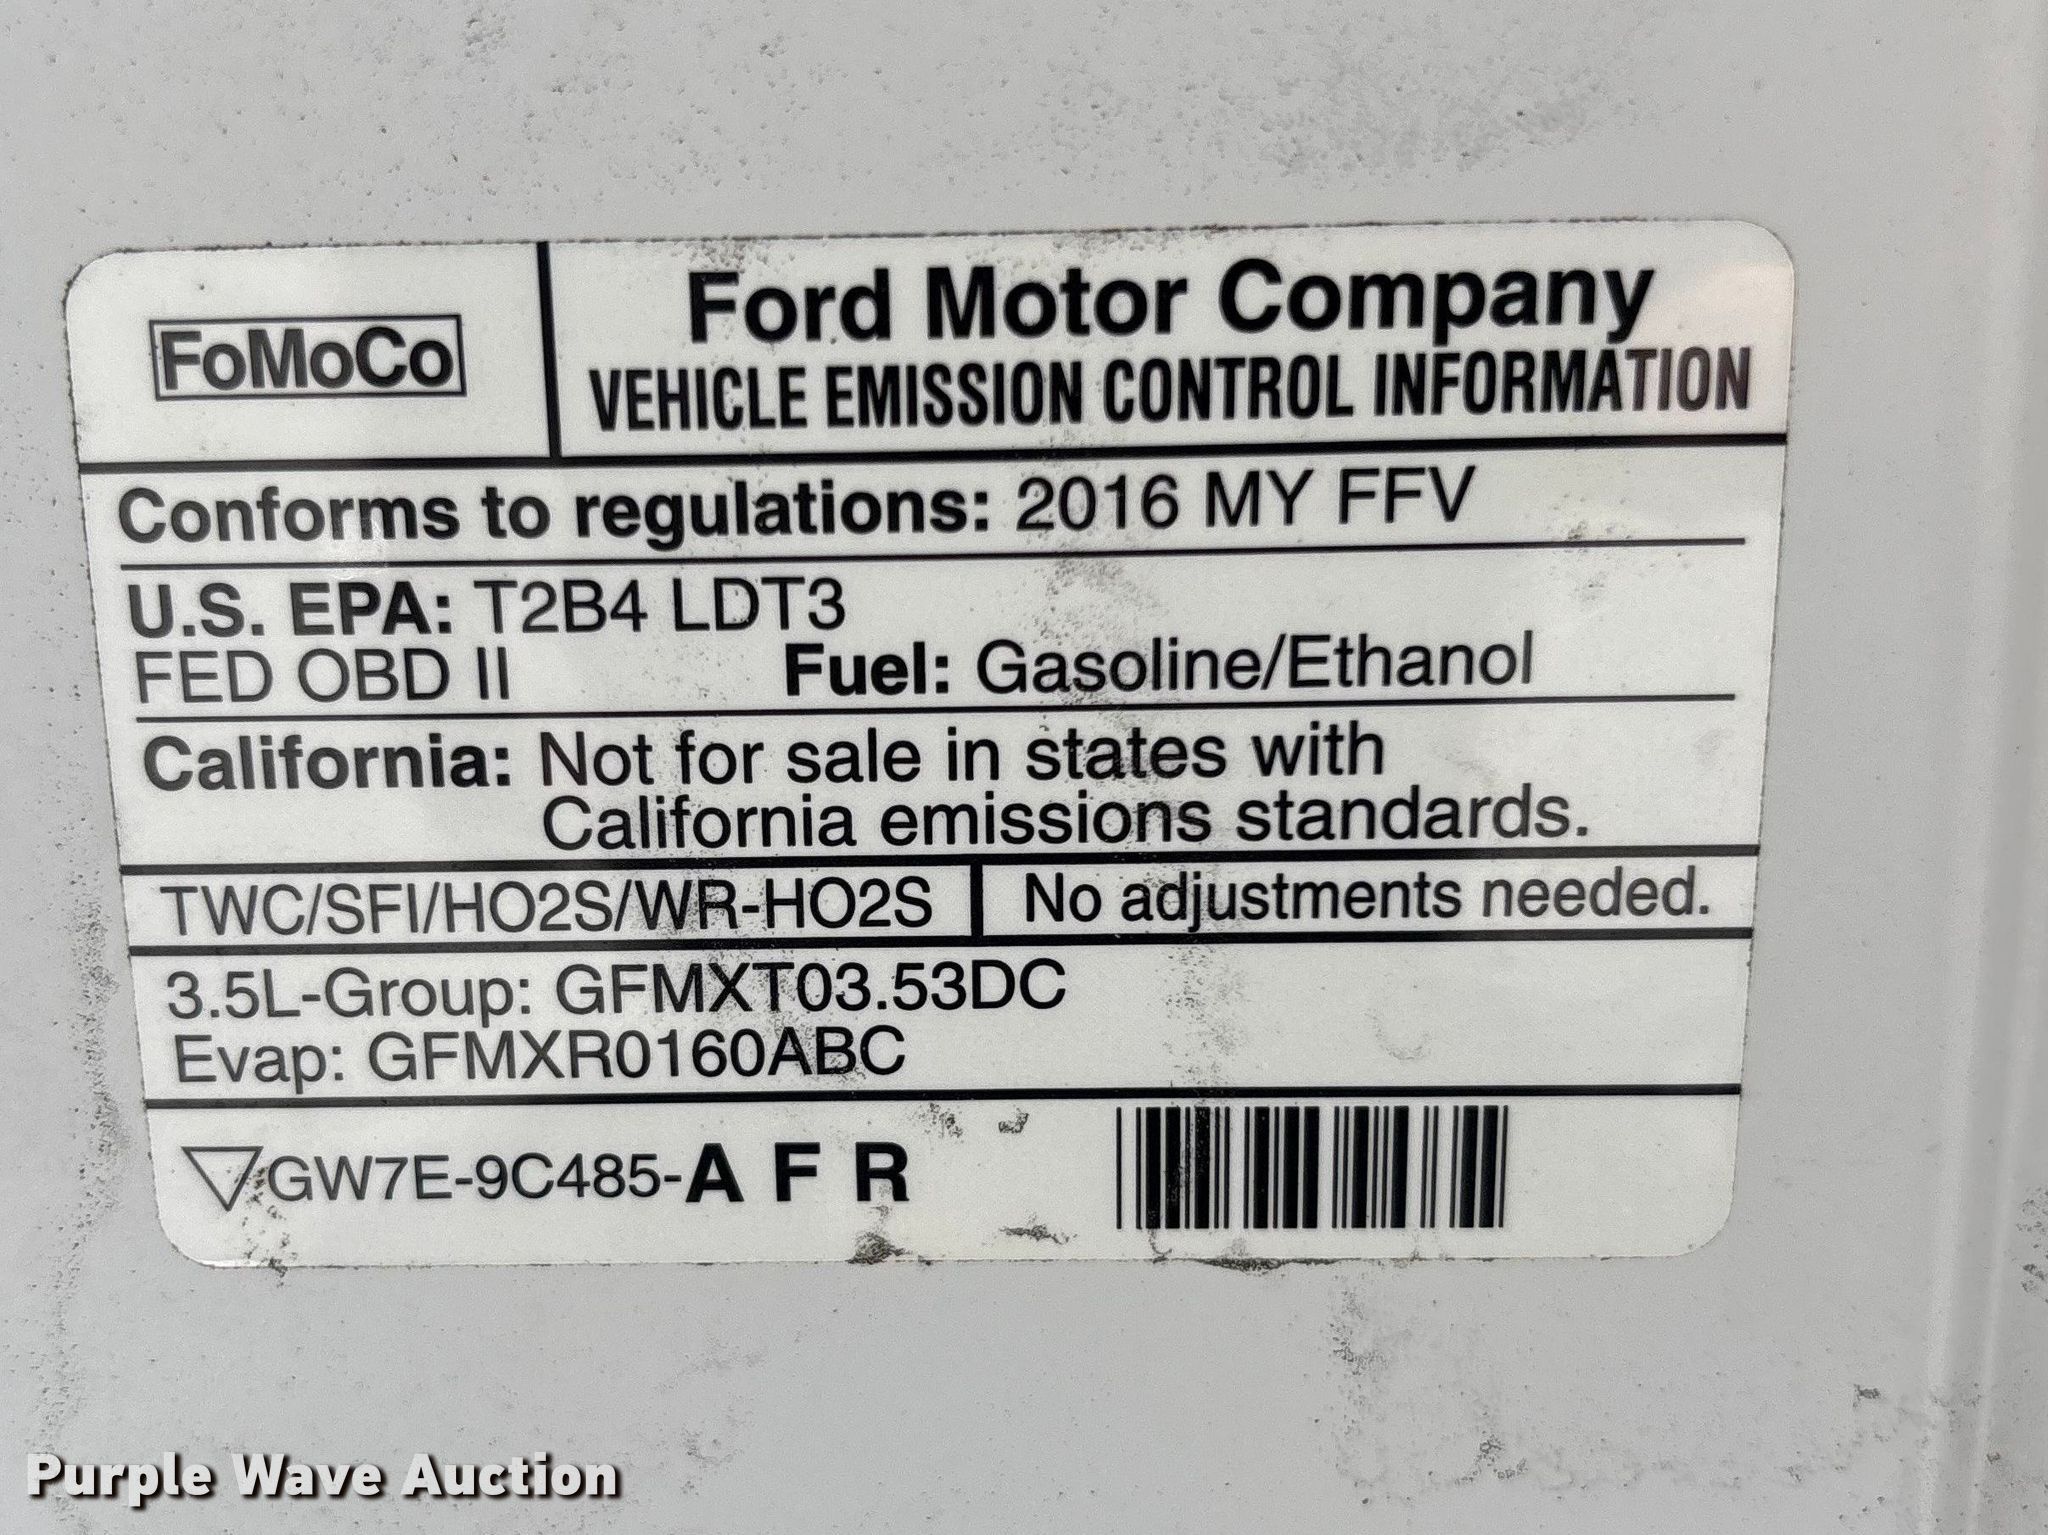 FoMoCo
Ford Motor Company
VEHICLE EMISSION CONTROL INFORMATION
Conforms to regulations: 2016 MY FFV
U.S. EPA: T2B4 LDT3
FED OBD II Fuel: Gasoline/Ethanol
California: Not for sale in states with
California emissions standards.
TWC/SFI/HO2S/WR-HO2S No adjustments needed.
3.5L-Group: GFMXT03.53DC
Evap: GFMXR0160ABC
GW7E-9C485-A F R
Purple Wave Auction